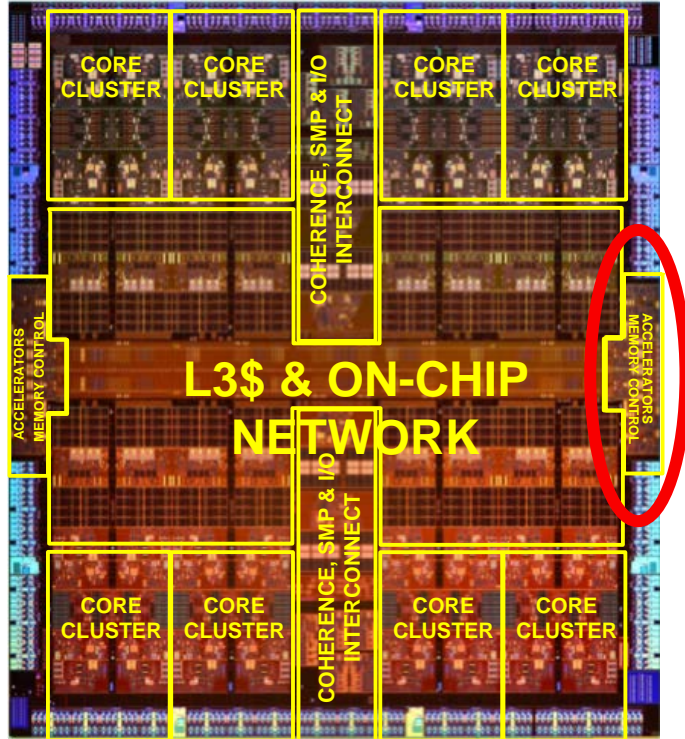 CORE
CLUSTER
CORE
CLUSTER
COHERENCE, SMP & I/O
INTERCONNECT
CORE
CLUSTER
CORE
CLUSTER
ACCELERATORS
MEMORY CONTROL
L3$ & ON-CHIP
NETWORK
ACCELERATORS
MEMORY CONTROL
CORE
CLUSTER
CORE
CLUSTER
COHERENCE, SMP & I/O
INTERCONNECT
CORE
CLUSTER
CORE
CLUSTER